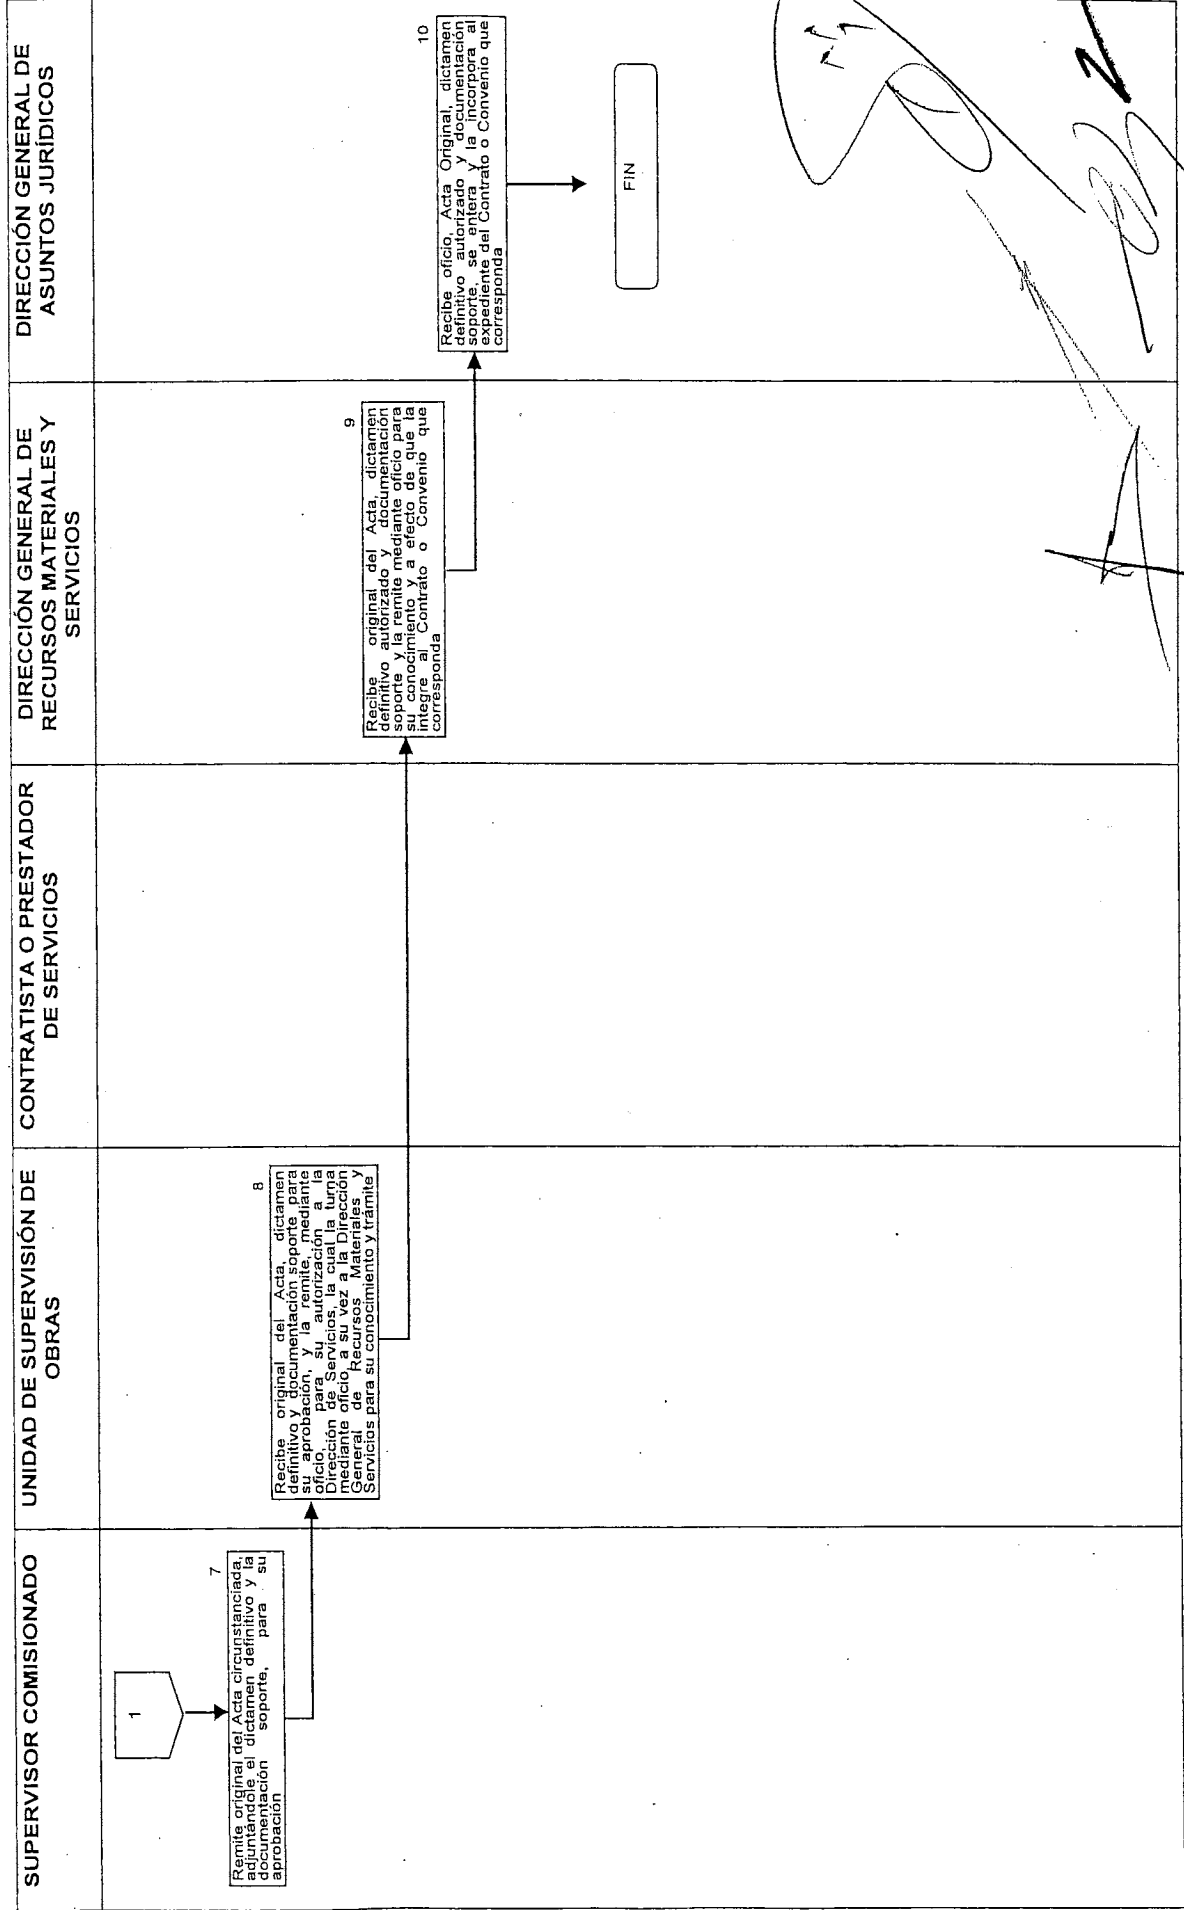 SUPERVISOR COMISIONADO
UNIDAD DE SUPERVISIÓN DE
OBRAS
CONTRATISTA O PRESTADOR
DE SERVICIOS
DIRECCIÓN GENERAL DE
RECURSOS MATERIALES Y
SERVICIOS
DIRECCIÓN GENERAL DE
ASUNTOS JURÍDICOS
1
7
Remite original del Acta circunstanciada,
adjuntándole el dictamen definitivo y la
documentación soporte, para su
aprobación
8
Recibe original del Acta, dictamen
definitivo y documentación soporte para
su aprobación, y la remite, mediante
oficio, para su autorización a la
Dirección de Servicios, la cual la turna
mediante oficio, a su vez a la Dirección
General de Recursos Materiales y
Servicios para su conocimiento y trámite
9
Recibe original del Acta, dictamen
definitivo autorizado y documentación
soporte y la remite mediante oficio para
su conocimiento y a efecto de que la
integre al Contrato o Convenio que
corresponda
10
Recibe oficio, Acta Original, dictamen
definitivo autorizado y documentación
soporte, se entera y la incorpora al
expediente del Contrato o Convenio que
corresponda
FIN